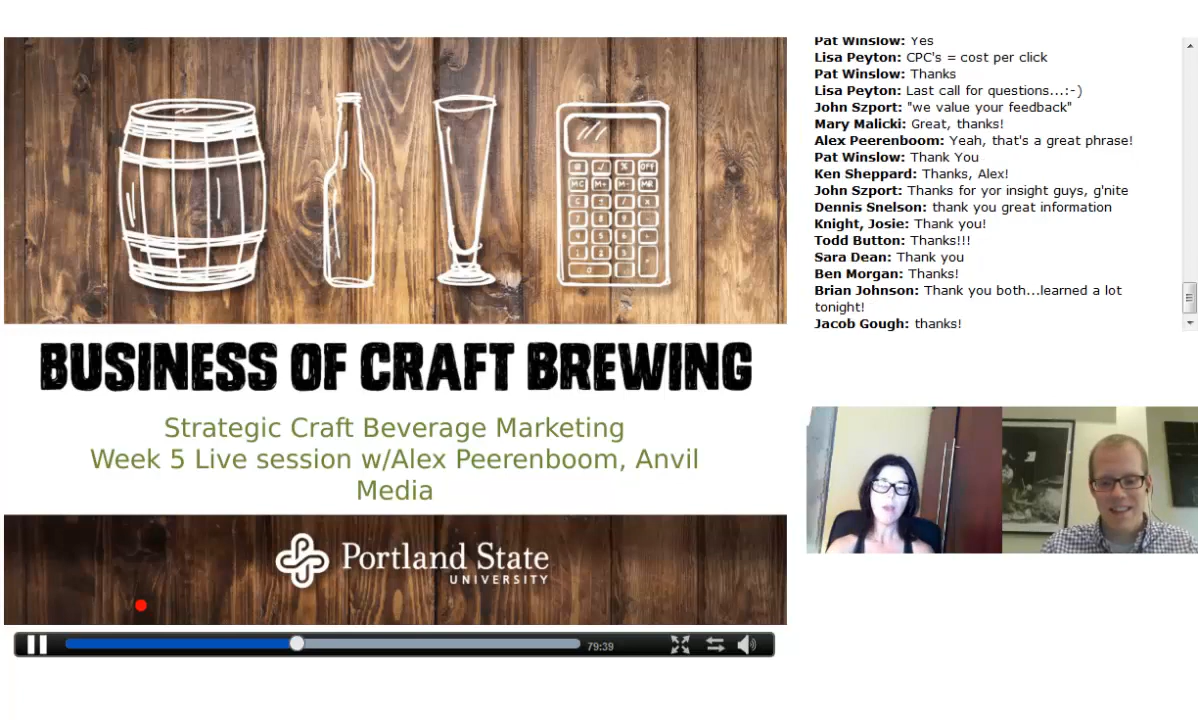 Pat Winslow: Yes
Lisa Peyton: CPC's = cost per click
Pat Winslow: Thanks
Lisa Peyton: Last call for questions...:-)
John Szport: "we value your feedback"
Mary Malicki: Great, thanks!
Alex Peerenboom: Yeah, that's a great phrase!
Pat Winslow: Thank You
Ken Sheppard: Thanks, Alex!
John Szport: Thanks for yor insight guys, g'nite
Dennis Snelson: thank you great information
Knight, Josie: Thank you!
Todd Button: Thanks!!!
Sara Dean: Thank you
Ben Morgan: Thanks!
Brian Johnson: Thank you both...learned a lot
tonight!
Jacob Gough: thanks!
BUSINESS OF CRAFT BREWING
Strategic Craft Beverage Marketing
Week 5 Live session w/Alex Peerenboom, Anvil
Media
Portland State
UNIVERSITY
79:39